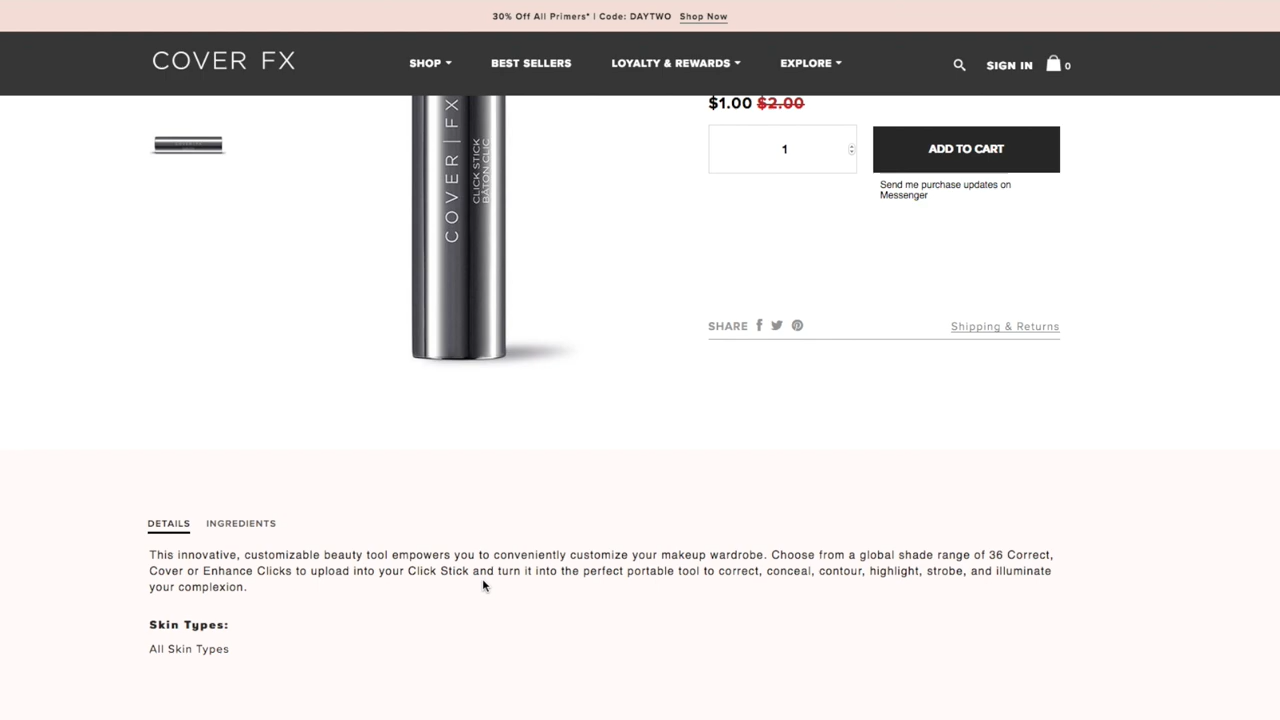 30% Off All Primers* | Code: DAYTWO Shop Now
COVER FX
SHOP
BEST SELLERS
LOYALTY & REWARDS
EXPLORE
SIGN IN
0
$1.00 $2.00
1
ADD TO CART
Send me purchase updates on
Messenger
COVER | FX
CLICK STICK
BÂTON CLIC
SHARE
Shipping & Returns
DETAILS
INGREDIENTS
This innovative, customizable beauty tool empowers you to conveniently customize your makeup wardrobe. Choose from a global shade range of 36 Correct,
Cover or Enhance Clicks to upload into your Click Stick and turn it into the perfect portable tool to correct, conceal, contour, highlight, strobe, and illuminate
your complexion.
Skin Types:
All Skin Types